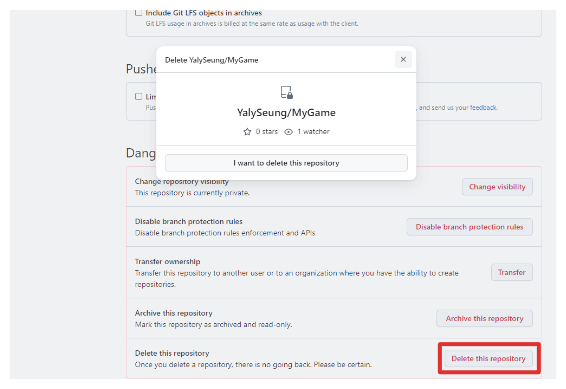 Include Git LFS objects in archives
Git LFS usage in archives is billed at the same rate as usage with the client.
Delete YalySeung/MyGame
YalySeung/MyGame
0 stars 1 watcher
, and send us your feedback.
I want to delete this repository
Change repository visibility
This repository is currently private.
Change visibility
Disable branch protection rules
Disable branch protection rules enforcement and APIs
Disable branch protection rules
Transfer ownership
Transfer this repository to another user or to an organization where you have the ability to create
repositories.
Transfer
Archive this repository
Mark this repository as archived and read-only.
Archive this repository
Delete this repository
Once you delete a repository, there is no going back. Please be certain.
Delete this repository